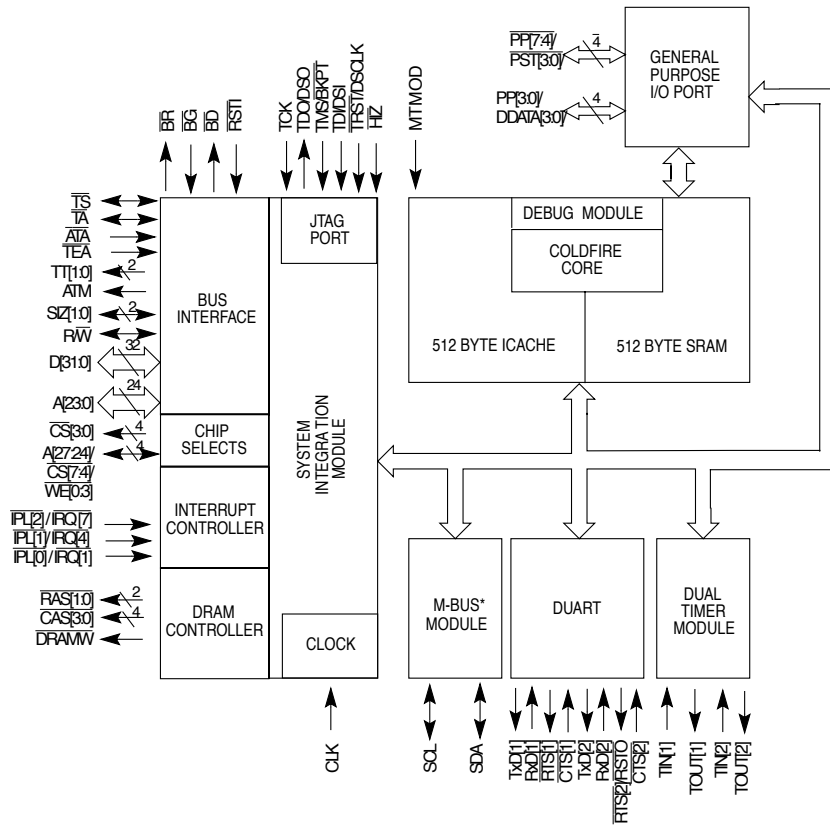 PP[7:4]/
PST[3:0]/
4
PP[3:0]/
DDATA[3:0]/
4
GENERAL
PURPOSE
I/O PORT
BR
BG
BD
RSTI
TCK
TDO/DSO
TMS/BKPT
TDI/DSI
TRST/DSCLK
HIZ
MTMOD
TS
TA
ATA
TEA
TT[1:0]
2
ATM
SIZ[1:0]
2
R/W
D[31:0]
32
A[23:0]
24
CS[3:0]
4
A[27:24]/
4
CS[7:4]/
WE[0:3]
IPL[2]/IRQ[7]
IPL[1]/IRQ[4]
IPL[0]/IRQ[1]
RAS[1:0]
2
CAS[3:0]
4
DRAMW
BUS
INTERFACE
CHIP
SELECTS
INTERRUPT
CONTROLLER
DRAM
CONTROLLER
JTAG
PORT
SYSTEM
INTEGRATION
MODULE
CLOCK
CLK
DEBUG MODULE
COLDFIRE
CORE
512 BYTE ICACHE
512 BYTE SRAM
M-BUS*
MODULE
DUART
DUAL
TIMER
MODULE
SCL
SDA
TxD[1]
RxD[1]
RTS[1]
CTS[1]
TxD[2]
RxD[2]
RTS[2]/RSTO
CTS[2]
TIN[1]
TOUT[1]
TIN[2]
TOUT[2]